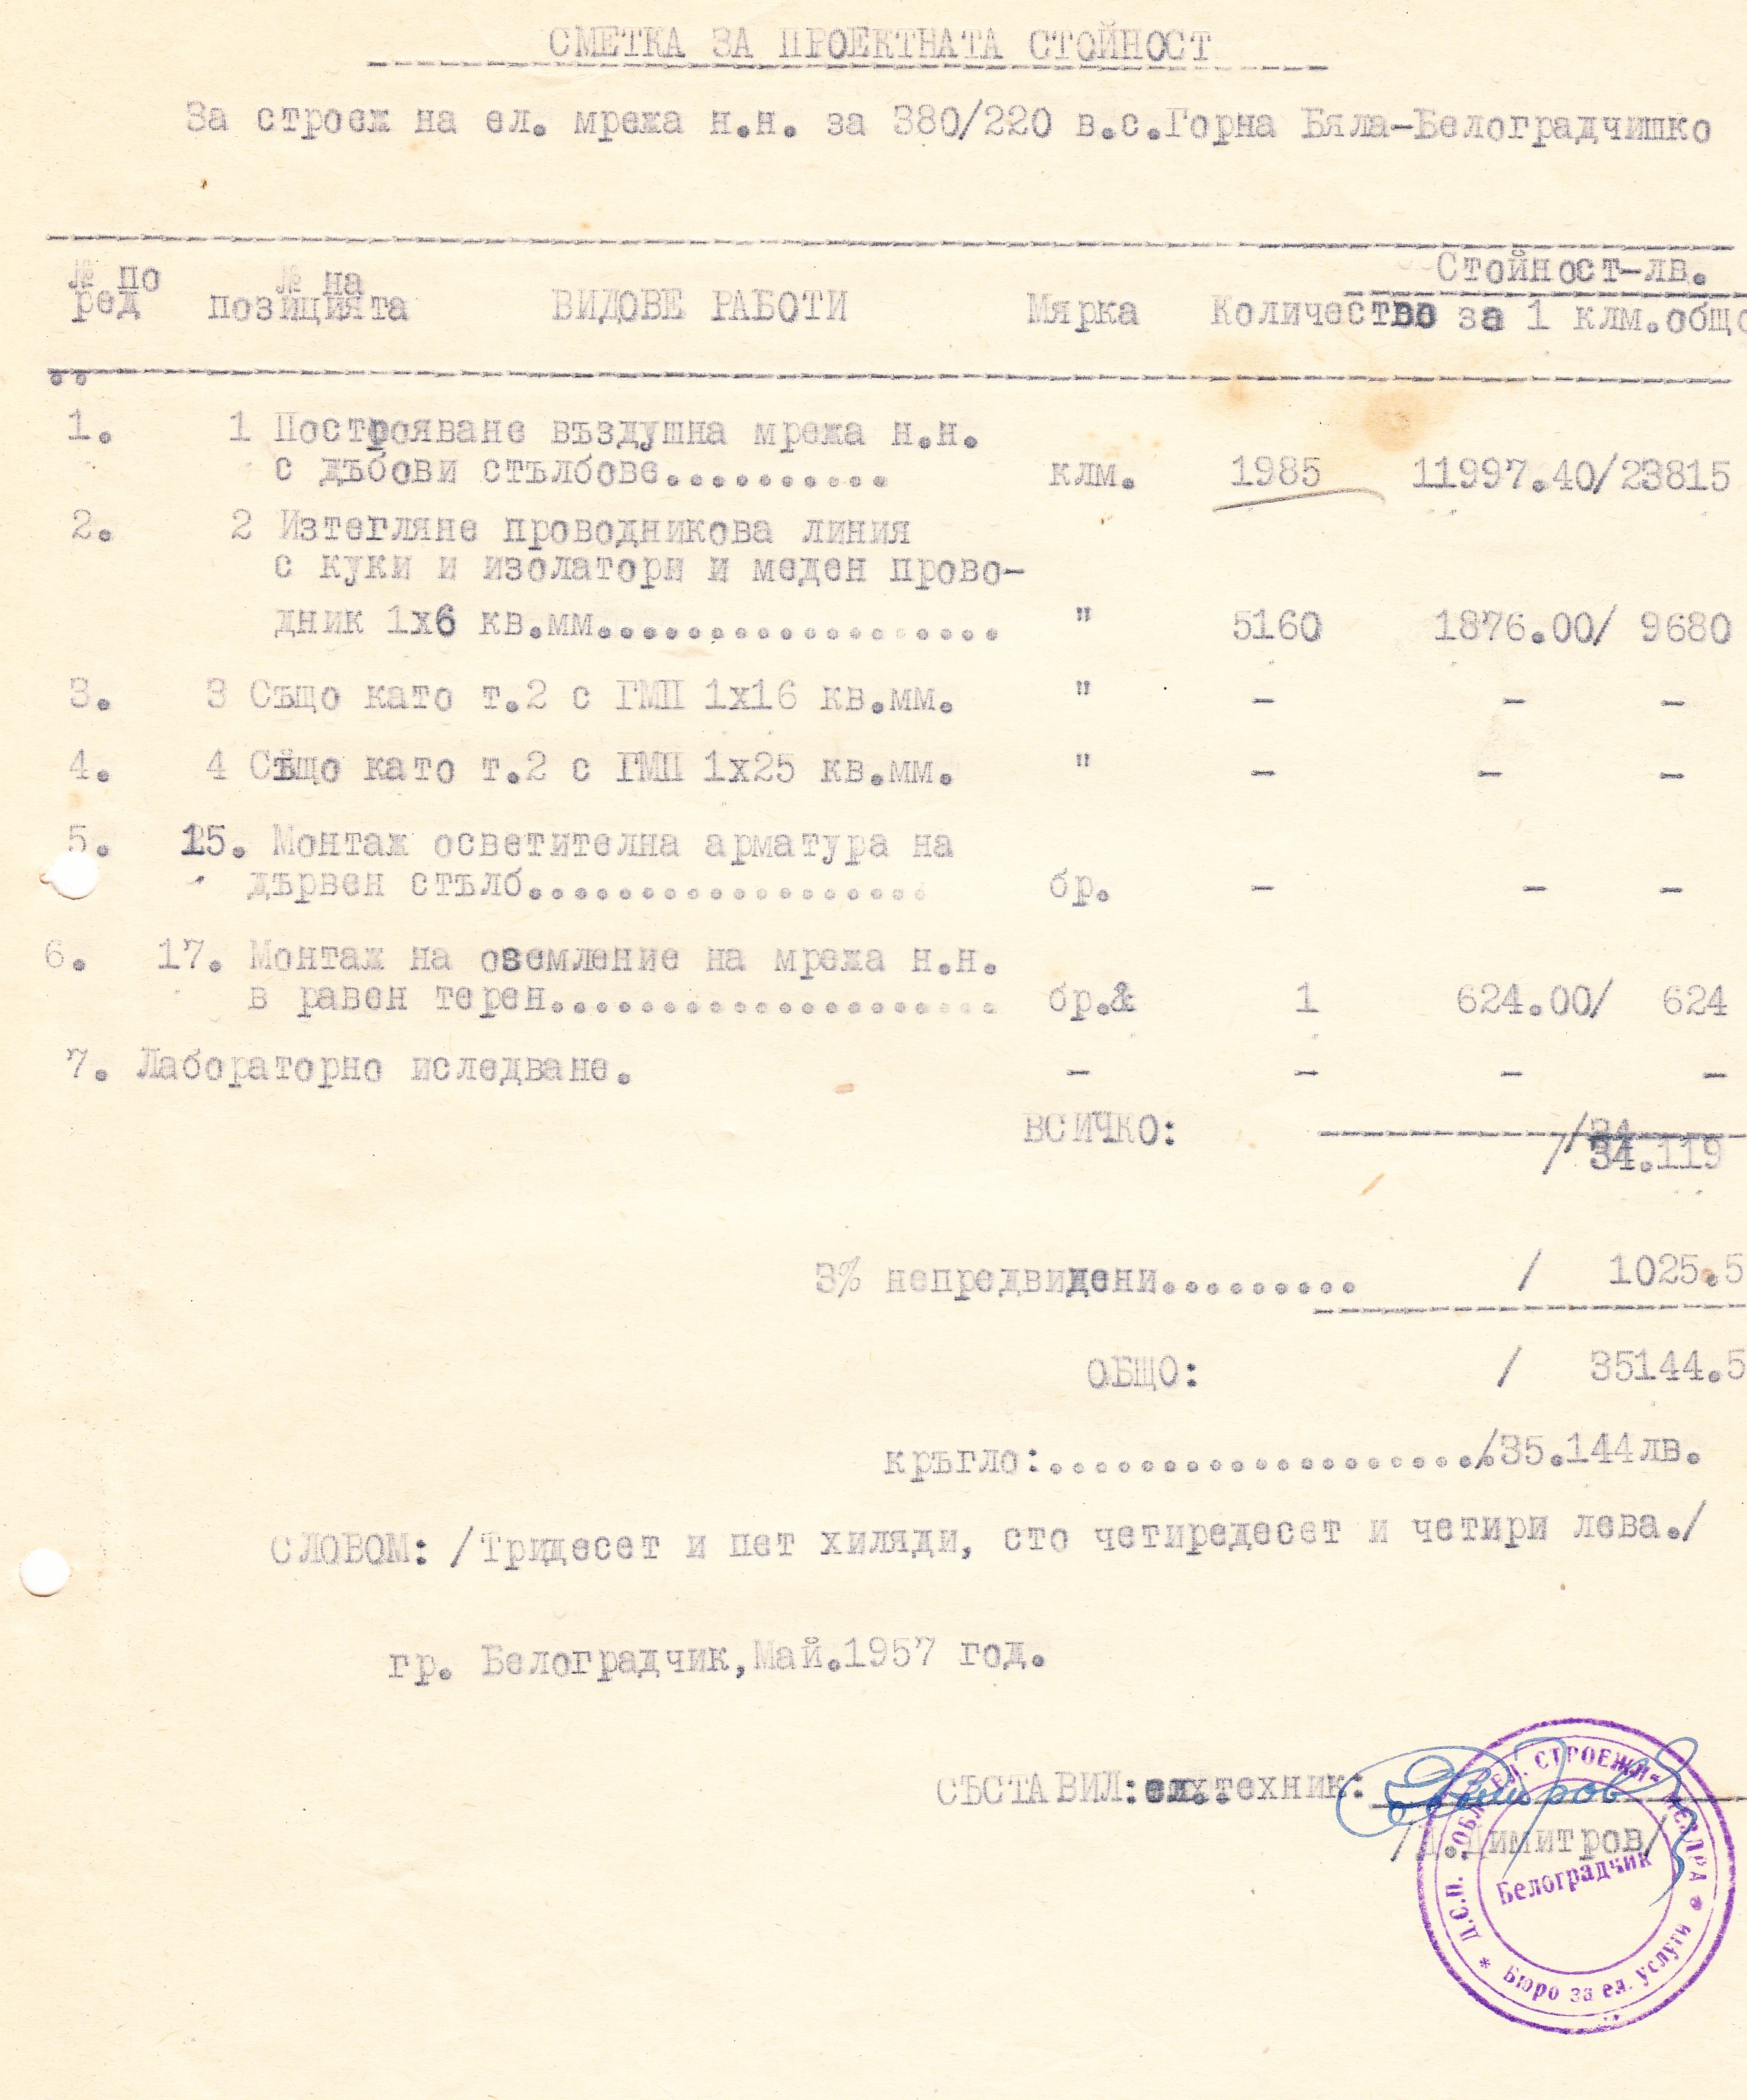 СМЕТКА ЗА ПРОЕКТНАТА СТОЙНОСТ
За строеж на ел. мрежа н.н. за 380/220 в.с.Горна Бяла-Белоградчишко
Стойност-лв.
№ по ред № на позицията ВИДОВЕ РАБОТИ Мярка Количество за 1 клм.общо
1. 1 Построяване въздушна мрежа н.н.
с дъбови стълбове.......... клм. 1985 11997.40/23815
2. 2 Изтегляне проводникова линия
с куки и изолатори и меден прово-
дник 1х6 кв.мм.................. " 5160 1876.00/ 9680
3. 3 Също като т.2 с ГМП 1х16 кв.мм. " - - -
4. 4 Също като т.2 с ГМП 1х25 кв.мм. " - - -
5. 15. Монтаж осветителна арматура на
дървен стълб.................. бр. - - -
6. 17. Монтаж на оземление на мрежа н.н.
в равен терен.................... бр.& 1 624.00/ 624
7. Лабораторно иследване. - - - -
ВСИЧКО:
/ 34.119
3% непредвидени......... / 1025.5
ОБЩО: / 35144.5
кръгло:..................../35.144лв.
СЛОВОМ: /Тридесет и пет хиляди, сто четиредесет и четири лева./
гр. Белоградчик,Май.1957 год.
СЪСТАВИЛ:ел.техник:
Димитров/
Д.С.П. ОБЛ. ЕЛ. СТРОЕЖИ
Белоградчик
* Бюро за ел. услуги